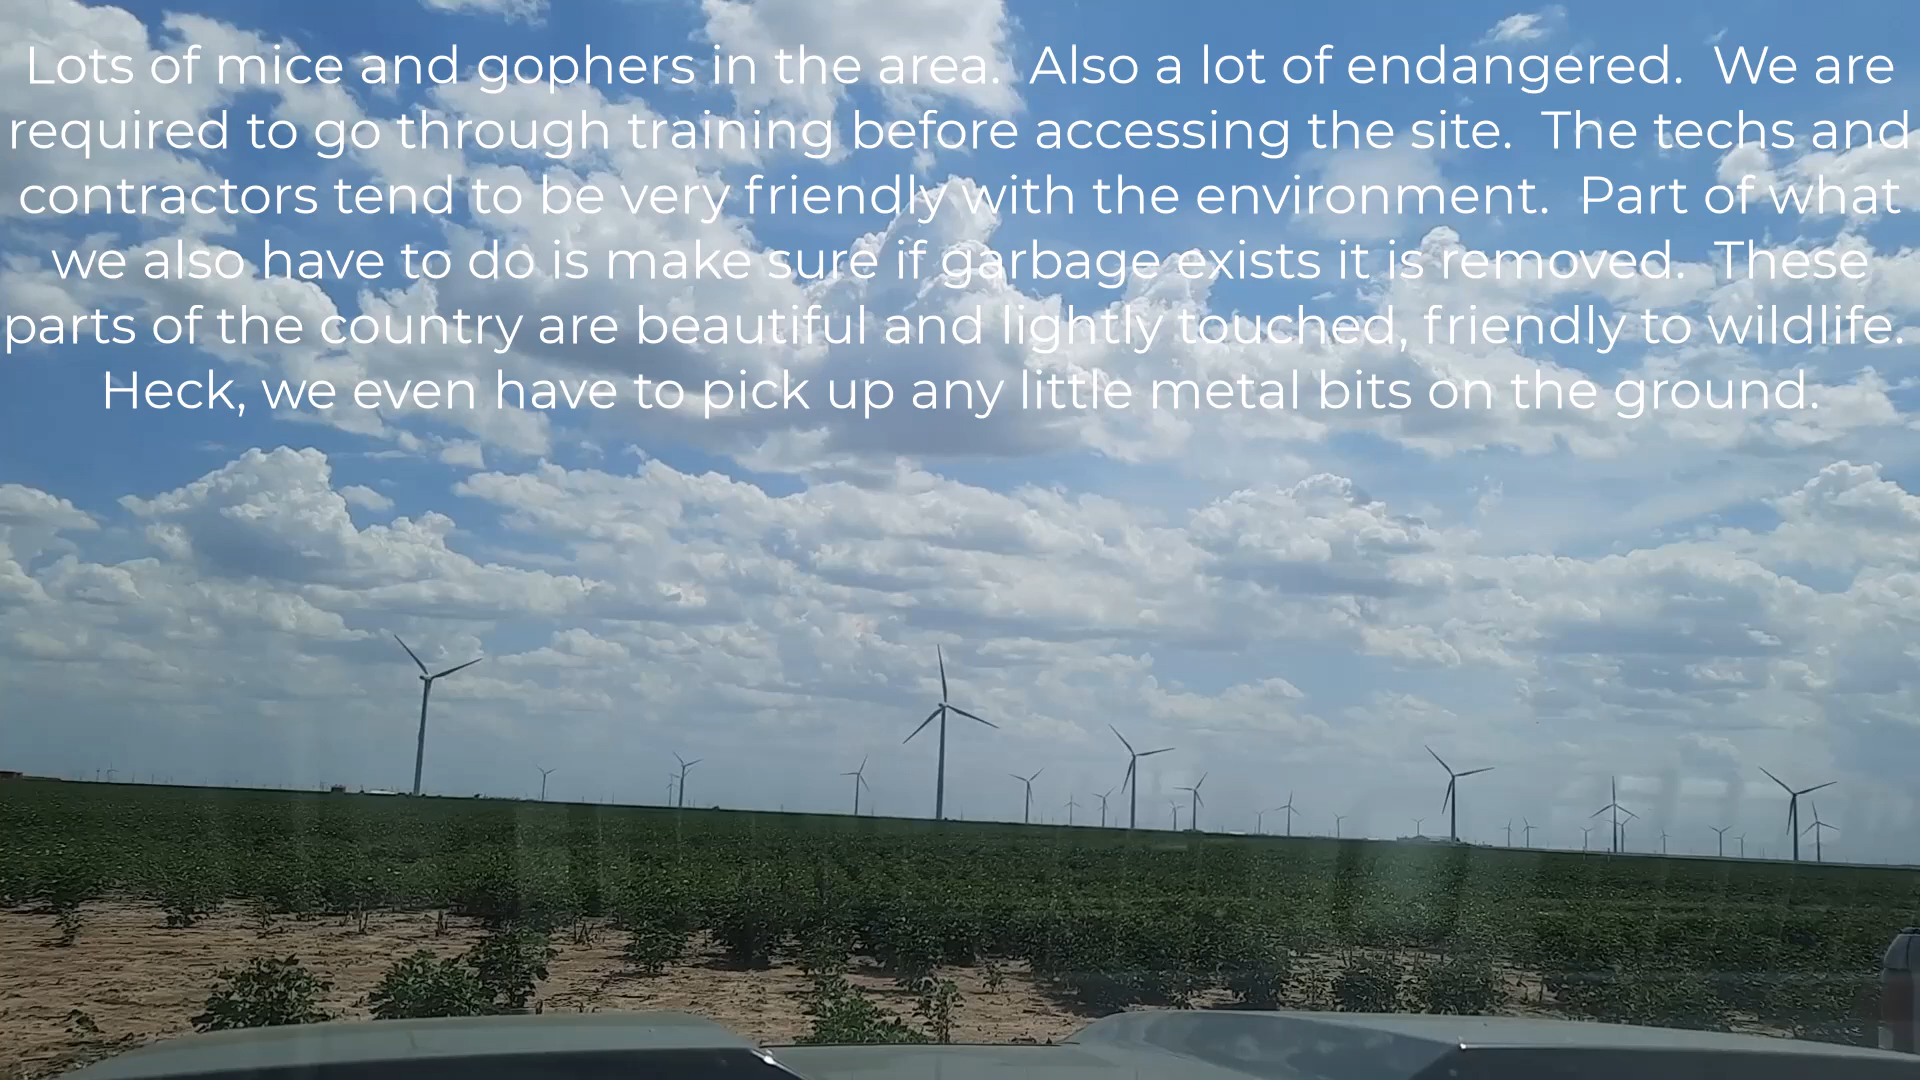 Lots of mice and gophers in the area.  Also a lot of endangered.  We are
required to go through training before accessing the site.  The techs and
contractors tend to be very friendly with the environment.  Part of what
we also have to do is make sure if garbage exists it is removed.  These
parts of the country are beautiful and lightly touched, friendly to wildlife.
Heck, we even have to pick up any little metal bits on the ground.